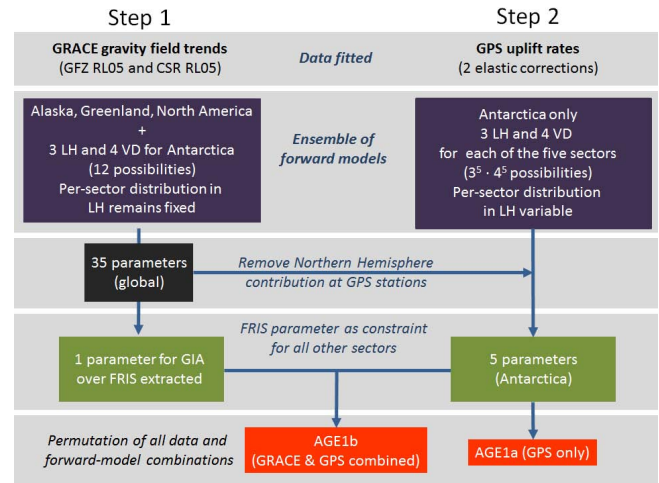 Step 1
Step 2
GRACE gravity field trends
(GFZ RL05 and CSR RL05)
Data fitted
GPS uplift rates
(2 elastic corrections)
Alaska, Greenland, North America
+
3 LH and 4 VD for Antarctica
(12 possibilities)
Per-sector distribution in
LH remains fixed
Ensemble of
forward models
Antarctica only
3 LH and 4 VD
for each of the five sectors
(3⁵ · 4⁵ possibilities)
Per-sector distribution
in LH variable
35 parameters
(global)
Remove Northern Hemisphere
contribution at GPS stations
FRIS parameter as constraint
for all other sectors
1 parameter for GIA
over FRIS extracted
5 parameters
(Antarctica)
Permutation of all data and
forward-model combinations
AGE1b
(GRACE & GPS combined)
AGE1a (GPS only)